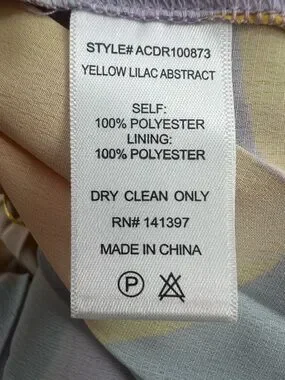 STYLE# ACDR100873
YELLOW LILAC ABSTRACT
SELF:
100% POLYESTER
LINING:
100% POLYESTER
DRY CLEAN ONLY
RN# 141397
MADE IN CHINA
P